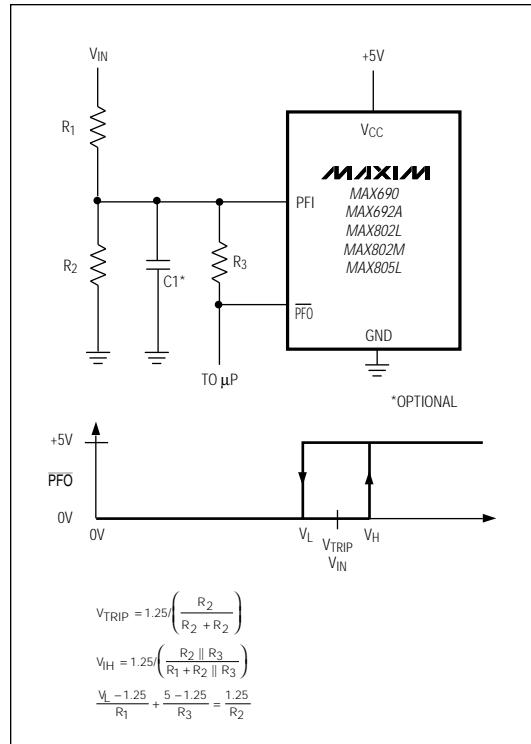 VIN
+5V
R1
VCC
MAXIM
MAX690
MAX692A
MAX802L
MAX802M
MAX805L
PFI
R2
C1*
R3
PFO
GND
TO µP
*OPTIONAL
+5V
PFO
0V
0V
VL
VTRIP
VIN
VH
VTRIP = 1.25/(R2 / (R2 + R2))
VIH = 1.25/(R2 || R3 / (R1 + R2 || R3))
VL – 1.25 / R1 + 5 – 1.25 / R3 = 1.25 / R2